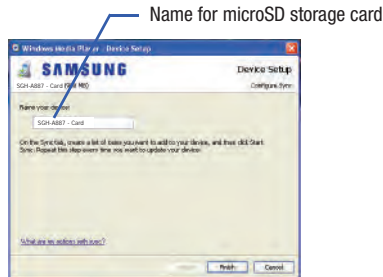 Name for microSD storage card
Windows Media Player - Device Setup
SAMSUNG
Device Setup
SGH-A887 - Card
Configure Sync
Name your device:
SGH-A887 - Card
On the Sync tab, create a list of items you want to add to your device, and then click Start
Sync. Repeat this step every time you want to update your device.
What are my options with sync?
Finish
Cancel